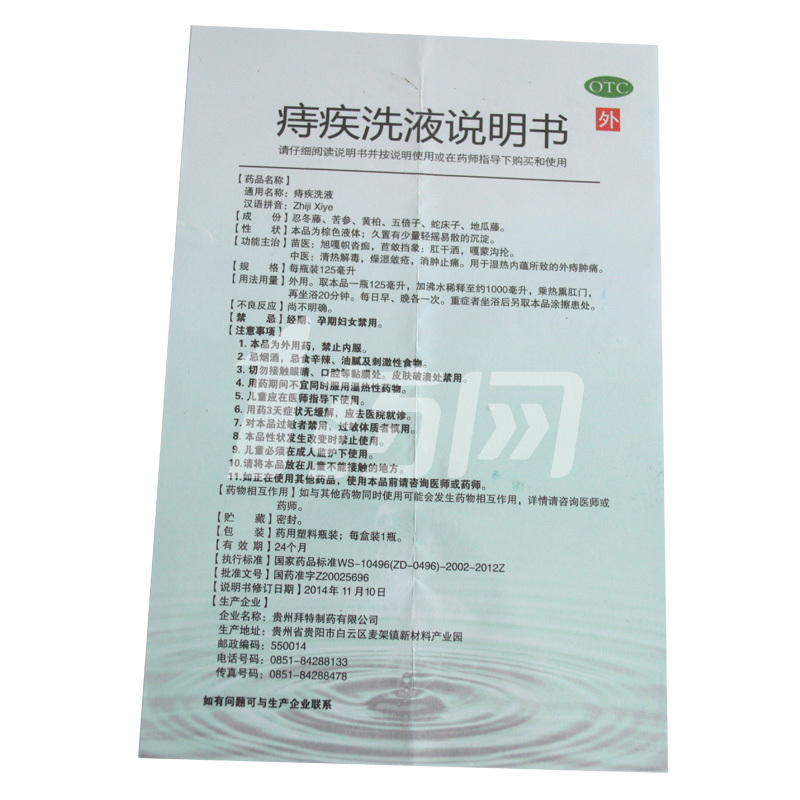 OTC
外
痔疾洗液说明书
请仔细阅读说明书并按说明使用或在药师指导下购买和使用
【药品名称】
通用名称：痔疾洗液
汉语拼音：Zhiji Xiye
【成　　份】忍冬藤、苦参、黄柏、五倍子、蛇床子、地瓜藤。
【性　　状】本品为棕色液体；久置有少量轻摇易散的沉淀。
【功能主治】苗医：旭嘎帜沓痂，苣敛挡象：肛干洒，嘎蒙沟抡。
中医：清热解毒，燥湿敛疮，消肿止痛。用于湿热内蕴所致的外痔肿痛。
【规　　格】每瓶装125毫升
【用法用量】外用。取本品一瓶125毫升，加沸水稀释至约1000毫升，乘热熏肛门，
再坐浴20分钟。每日早、晚各一次。重症者坐浴后另取本品涂擦患处。
【不良反应】尚不明确。
【禁　　忌】经期、孕期妇女禁用。
【注意事项】
1. 本品为外用药，禁止内服。
2. 忌烟酒，忌食辛辣、油腻及刺激性食物。
3. 切勿接触眼睛、口腔等黏膜处。皮肤破溃处禁用。
4. 用药期间不宜同时服用温热性药物。
5. 儿童应在医师指导下使用。
6. 用药3天症状无缓解，应去医院就诊。
7. 对本品过敏者禁用，过敏体质者慎用。
8. 本品性状发生改变时禁止使用。
9. 儿童必须在成人监护下使用。
10. 请将本品放在儿童不能接触的地方。
11. 如正在使用其他药品，使用本品前请咨询医师或药师。
【药物相互作用】如与其他药物同时使用可能会发生药物相互作用，详情请咨询医师或
药师。
【贮　　藏】密封。
【包　　装】药用塑料瓶装；每盒装1瓶。
【有 效 期】24个月
【执行标准】国家药品标准WS-10496(ZD-0496)-2002-2012Z
【批准文号】国药准字Z20025696
【说明书修订日期】2014年11月10日
【生产企业】
企业名称：贵州拜特制药有限公司
生产地址：贵州省贵阳市白云区麦架镇新材料产业园
邮政编码：550014
电话号码：0851-84288133
传真号码：0851-84288478
如有问题可与生产企业联系